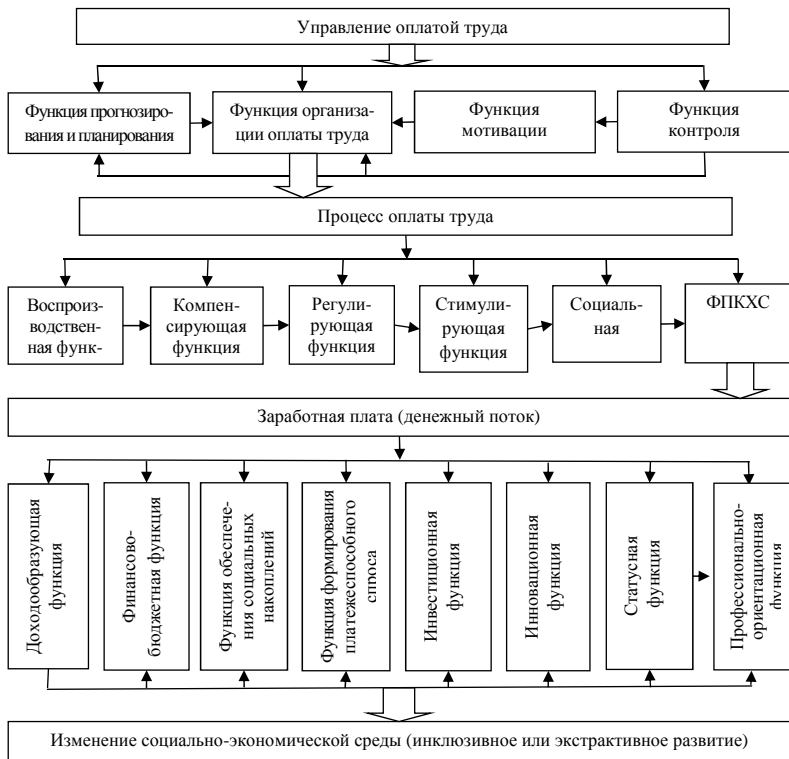 Управление оплатой труда
Функция прогнозиро-
вания и планирования
Функция организа-
ции оплаты труда
Функция
мотивации
Функция
контроля
Процесс оплаты труда
Воспроиз-
водствен-
ная функ-
Компен-
сирующая
функция
Регули-
рующая
функция
Стимули-
рующая
функция
Социаль-
ная
ФПКХС
Заработная плата (денежный поток)
Доходообразующая
функция
Финансово-
бюджетная функция
Функция обеспече-
ния социальных
накоплений
Функция формирования
платежеспособного
спроса
Инвестиционная
функция
Инновационная
функция
Статусная
функция
Профессионально-
ориентационная
функция
Изменение социально-экономической среды (инклюзивное или экстрактивное развитие)